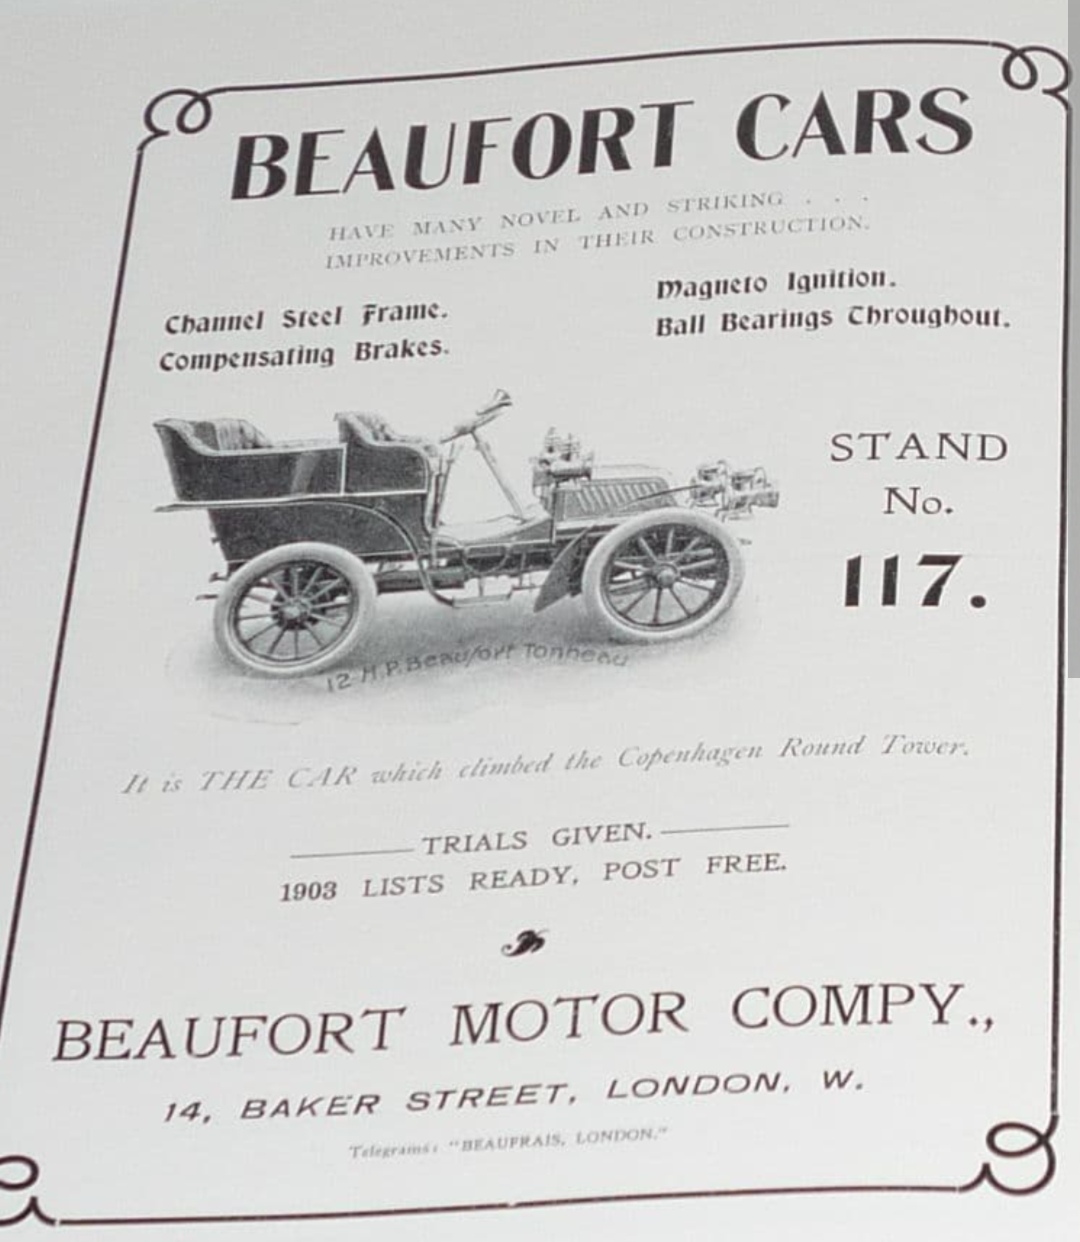 BEAUFORT CARS
HAVE MANY NOVEL AND STRIKING . . .
IMPROVEMENTS IN THEIR CONSTRUCTION.
Channel Steel Frame.
Compensating Brakes.
Magneto Ignition.
Ball Bearings Throughout.
STAND
No.
117.
12 H.P. Beaufort Tonneau
It is THE CAR which climbed the Copenhagen Round Tower.
TRIALS GIVEN.
1903 LISTS READY, POST FREE.
BEAUFORT MOTOR COMPY.,
14, BAKER STREET, LONDON, W.
Telegrams: "BEAUFRAIS, LONDON."